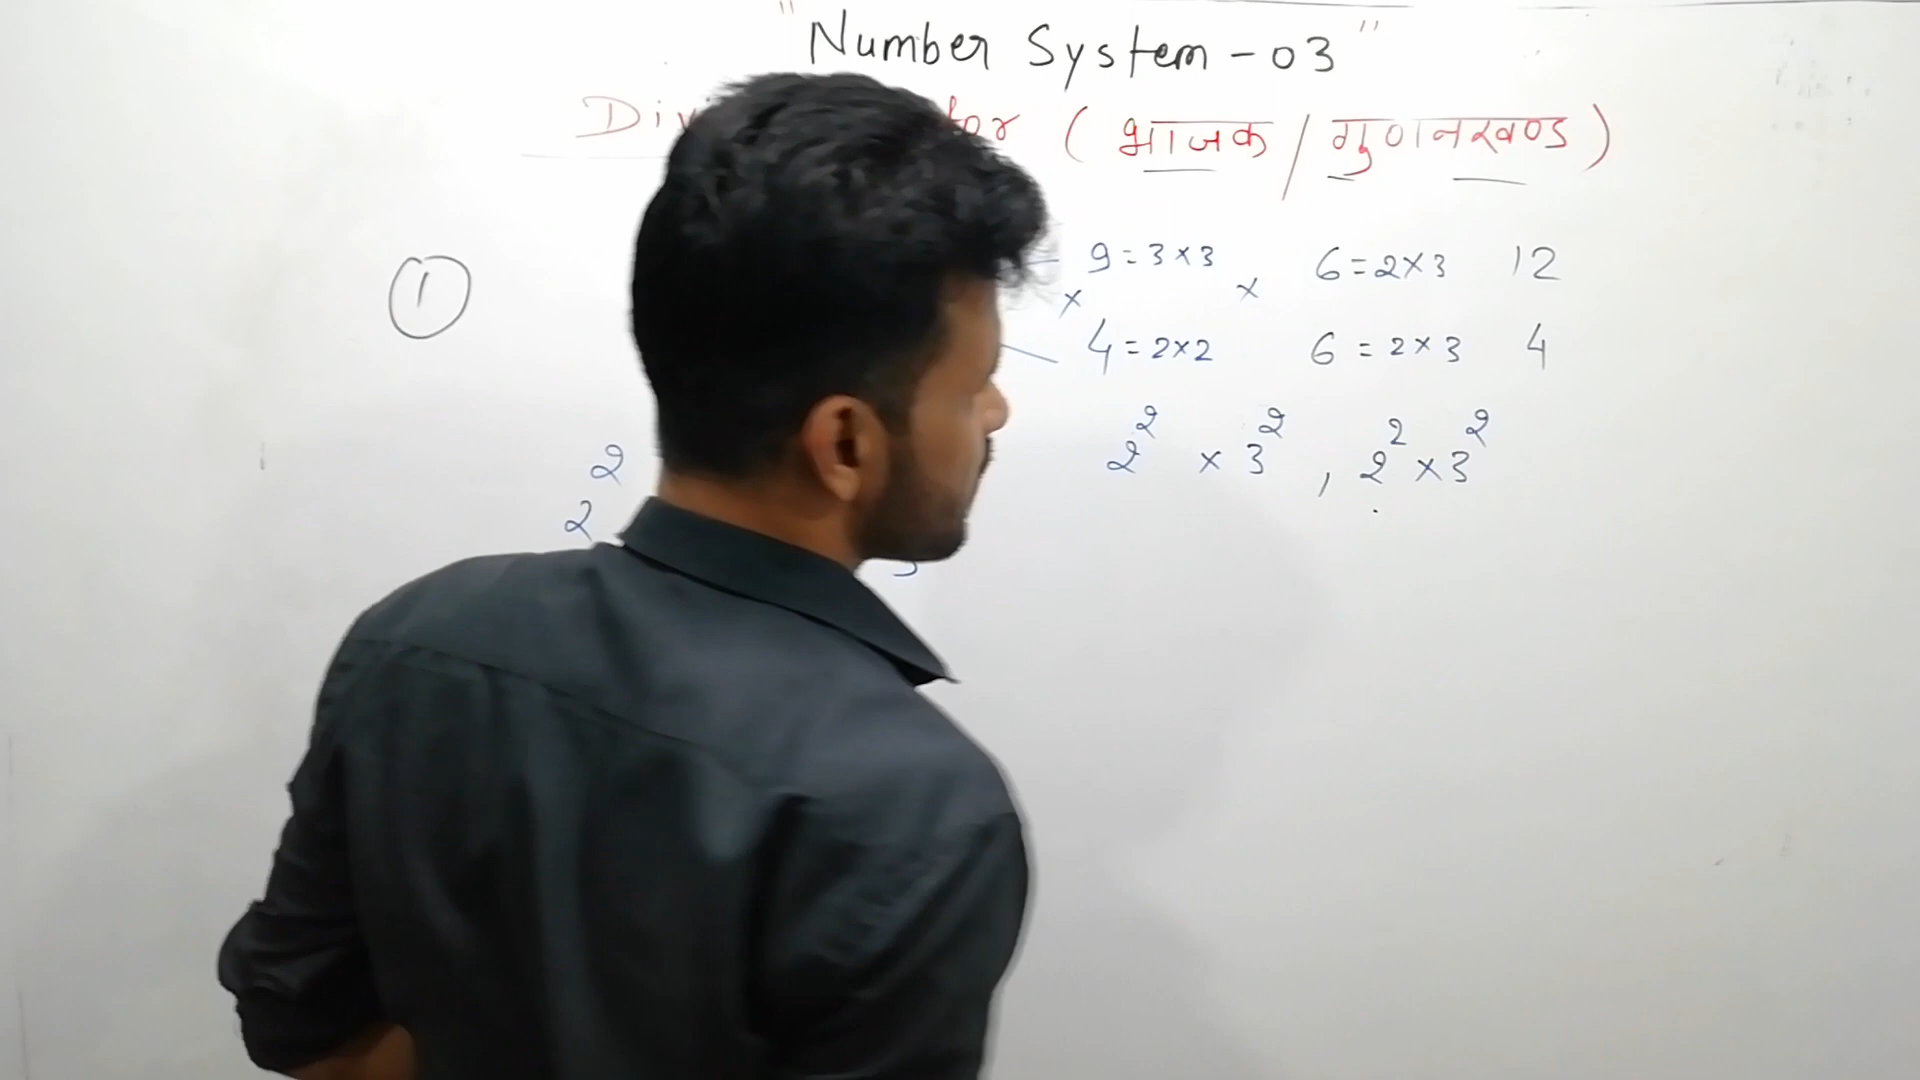 "Number System - 03"
for ( भाजक / गुणनखण्ड )
1
9 = 3 × 3 6 = 2 × 3 12
× ×
4 = 2 × 2 6 = 2 × 3 4
2² × 3² , 2² × 3²
2
2